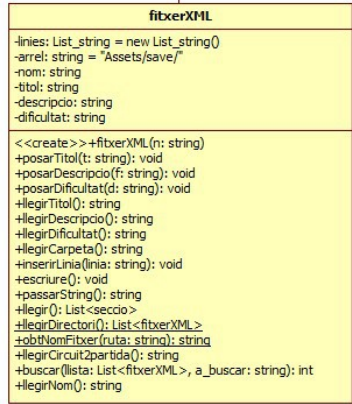 fitxerXML
-linies: List_string = new List_string()
-arrel: string = "Assets/save/"
-nom: string
-titol: string
-descripcio: string
-dificultat: string
<<create>>+fitxerXML(n: string)
+posarTitol(t: string): void
+posarDescripcio(f: string): void
+posarDificultat(d: string): void
+llegirTitol(): string
+llegirDescripcio(): string
+llegirDificultat(): string
+llegirCarpeta(): string
+inserirLinia(linia: string): void
+escriure(): void
+passarString(): string
+llegir(): List<seccio>
+llegirDirectori(): List<fitxerXML>
+obtNomFitxer(ruta: string): string
+llegirCircuit2partida(): string
+buscar(llista: List<fitxerXML>, a_buscar: string): int
+llegirNom(): string